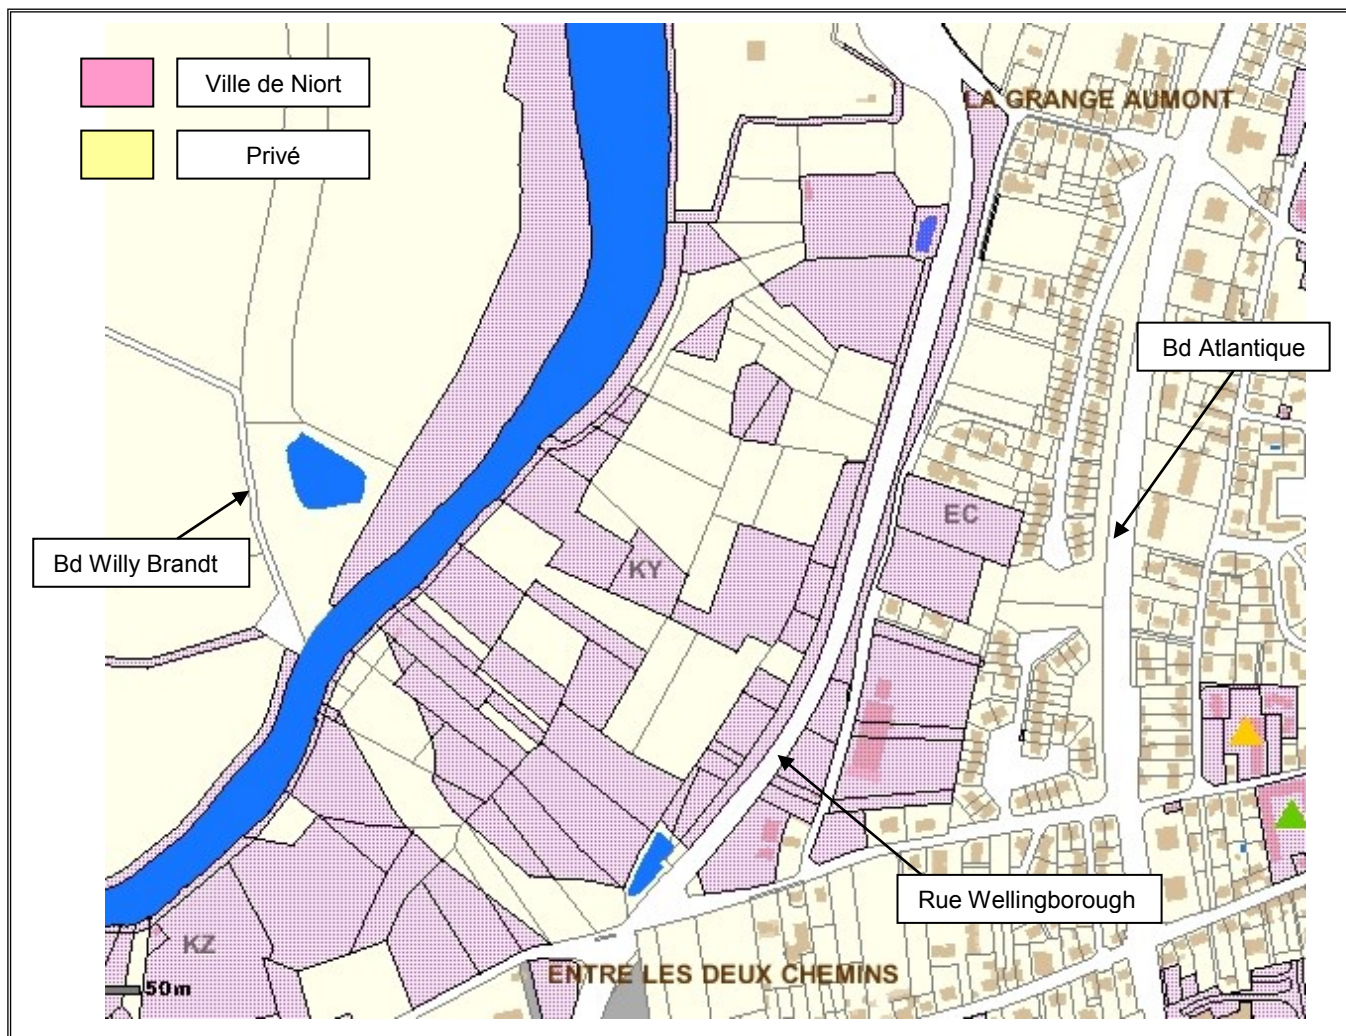 Ville de Niort
Privé
LA GRANGE AUMONT
Bd Atlantique
EC
Bd Willy Brandt
KY
Rue Wellingborough
KZ
ENTRE LES DEUX CHEMINS
50m